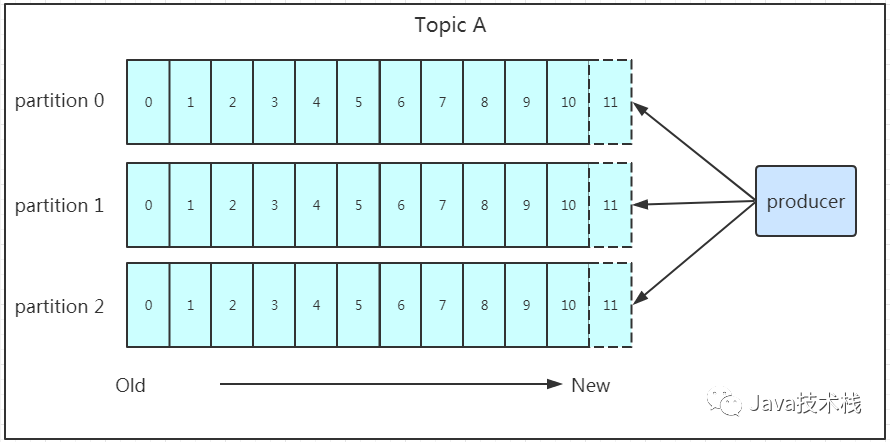 Topic A
partition 0
0 1 2 3 4 5 6 7 8 9 10 11
partition 1
0 1 2 3 4 5 6 7 8 9 10 11
producer
partition 2
0 1 2 3 4 5 6 7 8 9 10 11
Old
New
Java技术栈